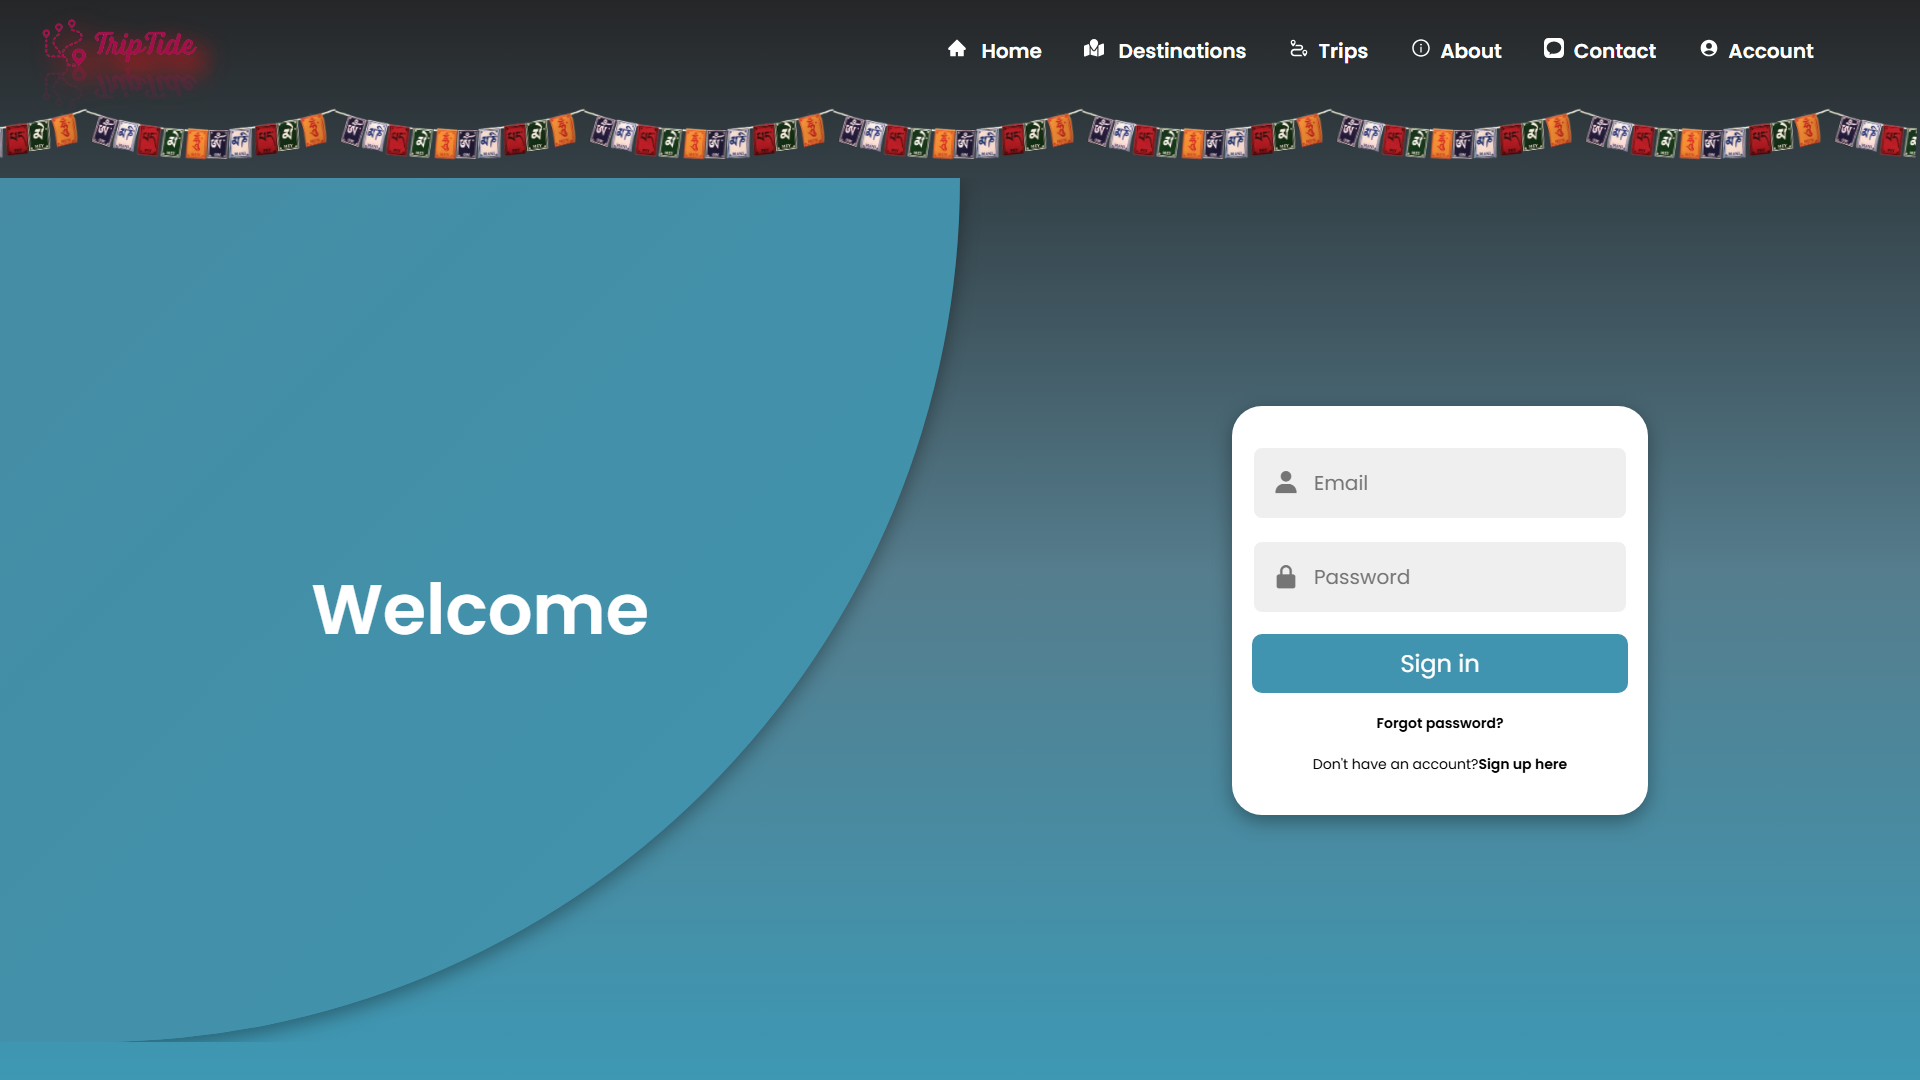 TripTide
Home
Destinations
Trips
About
Contact
Account
Welcome
Email
Password
Sign in
Forgot password?
Don't have an account?Sign up here